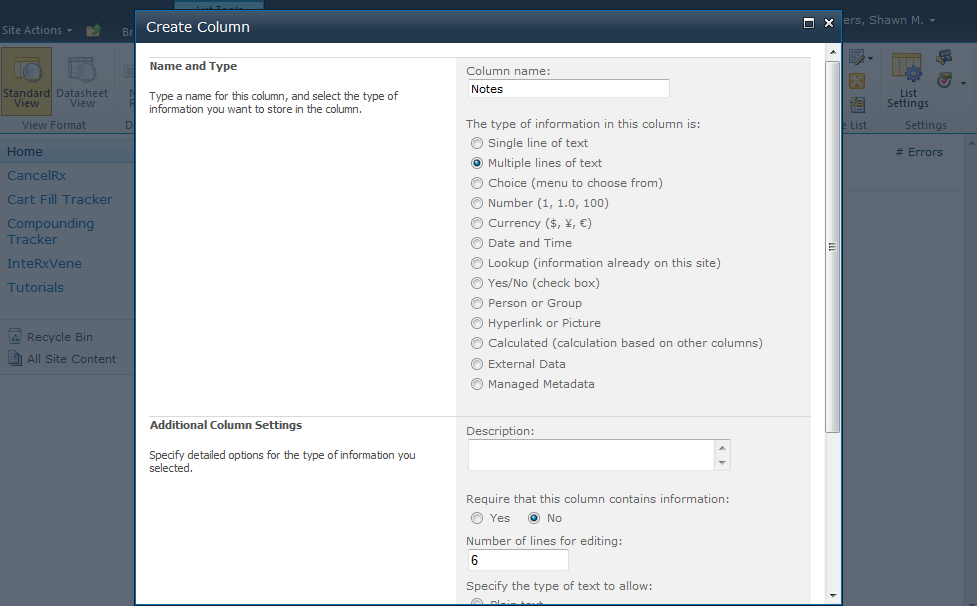 List Tools
Create Column
Site Actions
Br
ers, Shawn M.
Standard
View
Datasheet
View
N
R
View Format
D
List
Settings
e List
Settings
Home
CancelRx
Cart Fill Tracker
Compounding
Tracker
InteRxVene
Tutorials
Recycle Bin
All Site Content
# Errors
Name and Type
Type a name for this column, and select the type of
information you want to store in the column.
Column name:
Notes
The type of information in this column is:
Single line of text
Multiple lines of text
Choice (menu to choose from)
Number (1, 1.0, 100)
Currency ($, ¥, €)
Date and Time
Lookup (information already on this site)
Yes/No (check box)
Person or Group
Hyperlink or Picture
Calculated (calculation based on other columns)
External Data
Managed Metadata
Additional Column Settings
Specify detailed options for the type of information you
selected.
Description:
Require that this column contains information:
Yes No
Number of lines for editing:
6
Specify the type of text to allow:
Plain text